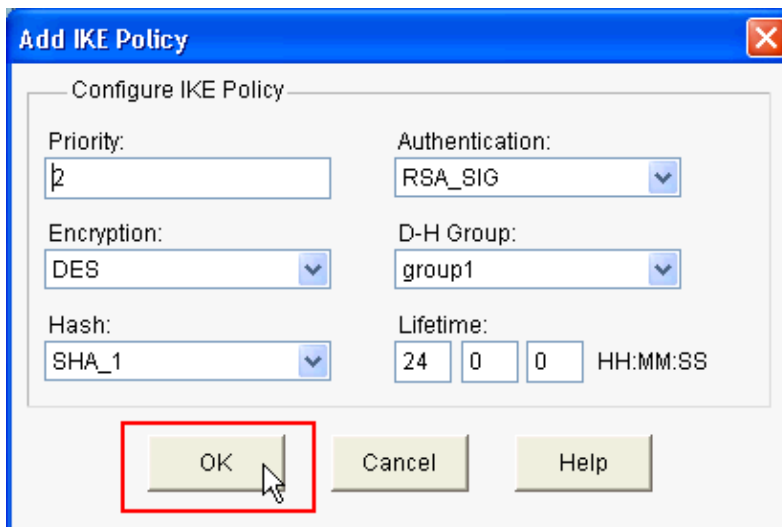 Add IKE Policy
Configure IKE Policy
Priority: Authentication:
2 RSA_SIG
Encryption: D-H Group:
DES group1
Hash: Lifetime:
SHA_1 24 0 0 HH:MM:SS
OK Cancel Help